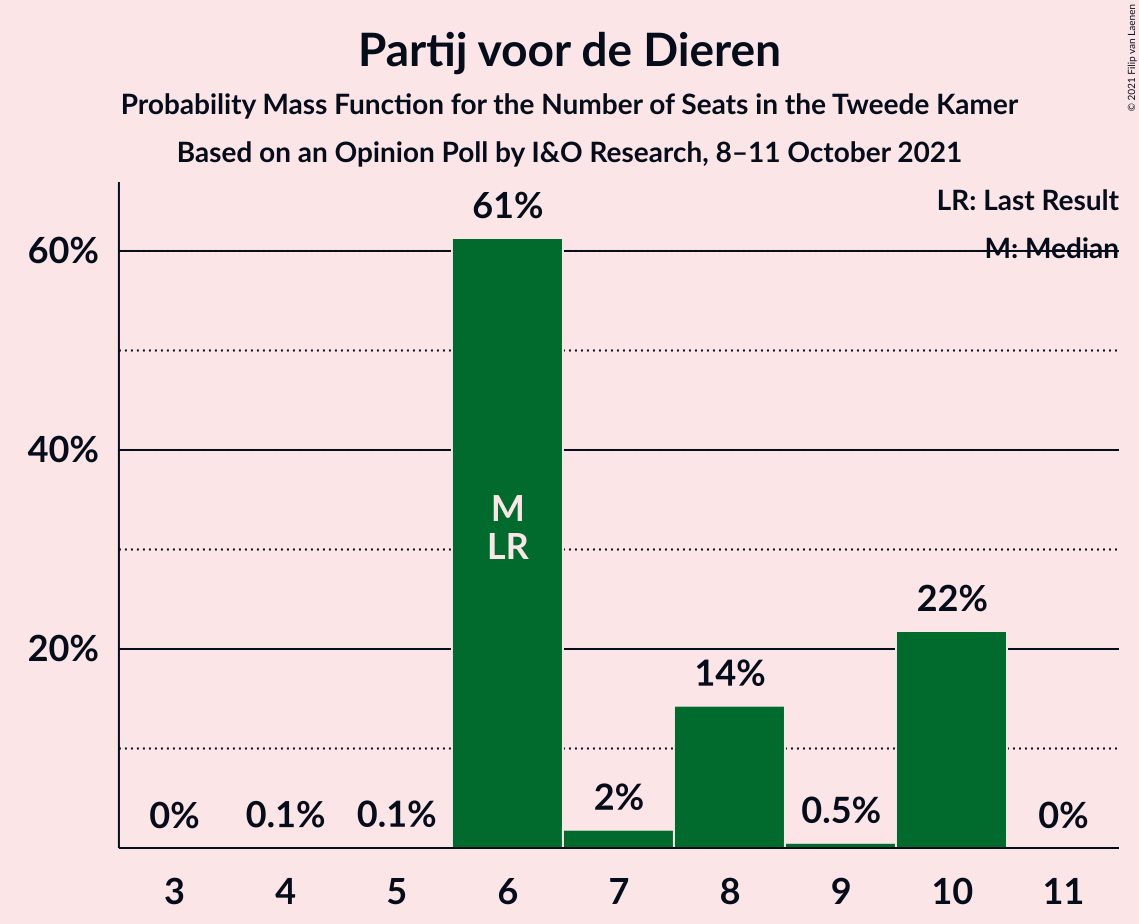 Partij voor de Dieren
Probability Mass Function for the Number of Seats in the Tweede Kamer
Based on an Opinion Poll by I&O Research, 8–11 October 2021
© 2021 Filip van Laenen
LR: Last Result
M: Median
60%
40%
20%
0%
0.1%
0.1%
61%
M
LR
2%
14%
0.5%
22%
0%
3 4 5 6 7 8 9 10 11